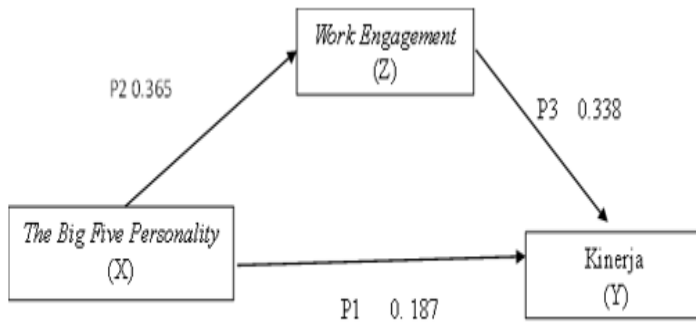 Work Engagement
(Z)
P2 0.365
P3 0.338
The Big Five Personality
(X)
Kinerja
(Y)
P1 0. 187